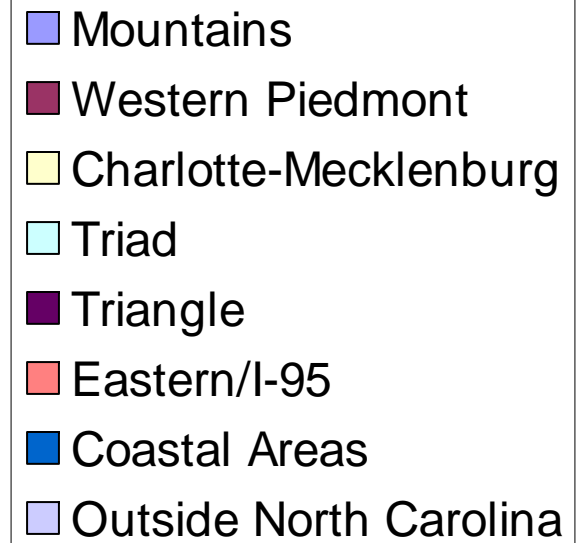 Mountains
Western Piedmont
Charlotte-Mecklenburg
Triad
Triangle
Eastern/I-95
Coastal Areas
Outside North Carolina